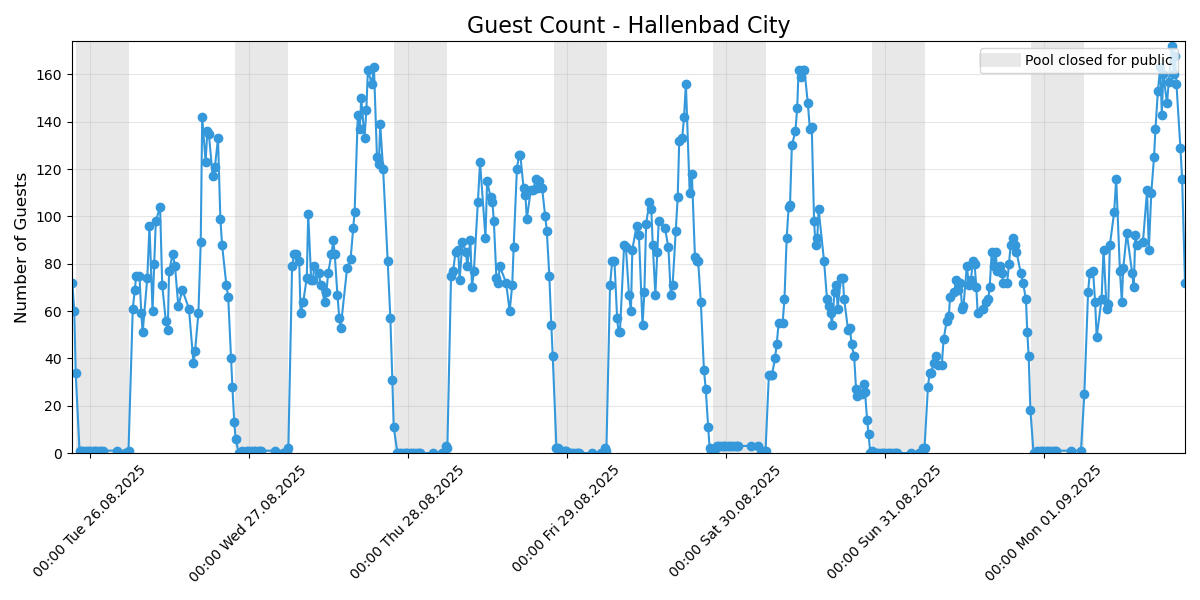 Guest Count - Hallenbad City
Number of Guests
160
140
120
100
80
60
40
20
0
Pool closed for public
00:00 Tue 26.08.2025
00:00 Wed 27.08.2025
00:00 Thu 28.08.2025
00:00 Fri 29.08.2025
00:00 Sat 30.08.2025
00:00 Sun 31.08.2025
00:00 Mon 01.09.2025